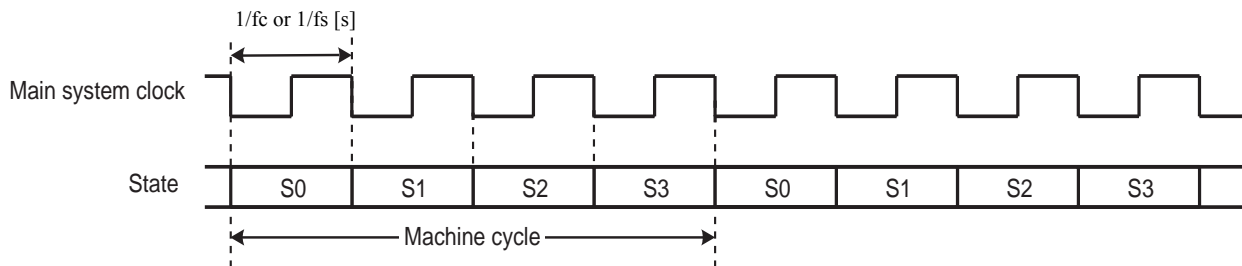 1/fc or 1/fs [s]
Main system clock
State S0 S1 S2 S3 S0 S1 S2 S3
Machine cycle